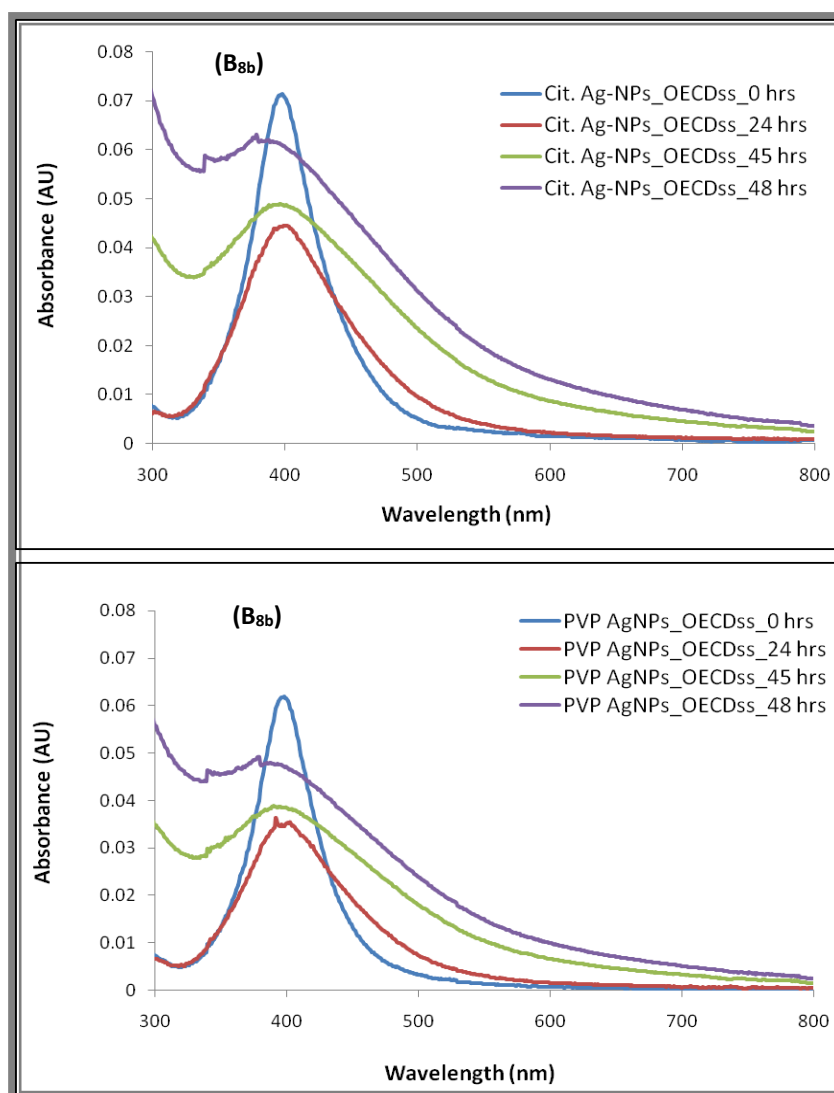 (B8b)
Cit. Ag-NPs_OECDss_0 hrs
Cit. Ag-NPs_OECDss_24 hrs
Cit. Ag-NPs_OECDss_45 hrs
Cit. Ag-NPs_OECDss_48 hrs
Absorbance (AU)
0.08
0.07
0.06
0.05
0.04
0.03
0.02
0.01
0
300 400 500 600 700 800
Wavelength (nm)
(B8b)
PVP AgNPs_OECDss_0 hrs
PVP AgNPs_OECDss_24 hrs
PVP AgNPs_OECDss_45 hrs
PVP AgNPs_OECDss_48 hrs
Absorbance (AU)
0.08
0.07
0.06
0.05
0.04
0.03
0.02
0.01
0
300 400 500 600 700 800
Wavelength (nm)